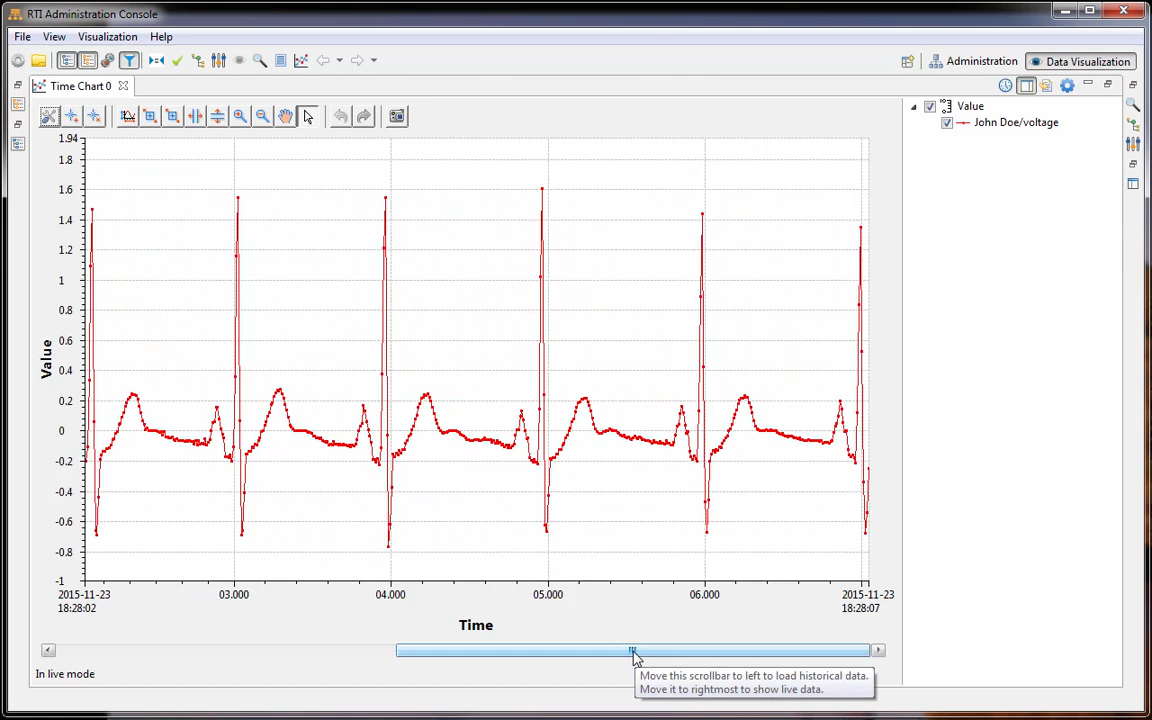 RTI Administration Console
File View Visualization Help
Administration Data Visualization
Time Chart 0
Value
John Doe/voltage
1.94
1.8
1.6
1.4
1.2
1
0.8
0.6
0.4
0.2
0
-0.2
-0.4
-0.6
-0.8
-1
Value
2015-11-23 03.000 04.000 05.000 06.000 2015-11-23
18:28:02 18:28:07
Time
In live mode
Move this scrollbar to left to load historical data.
Move it to rightmost to show live data.